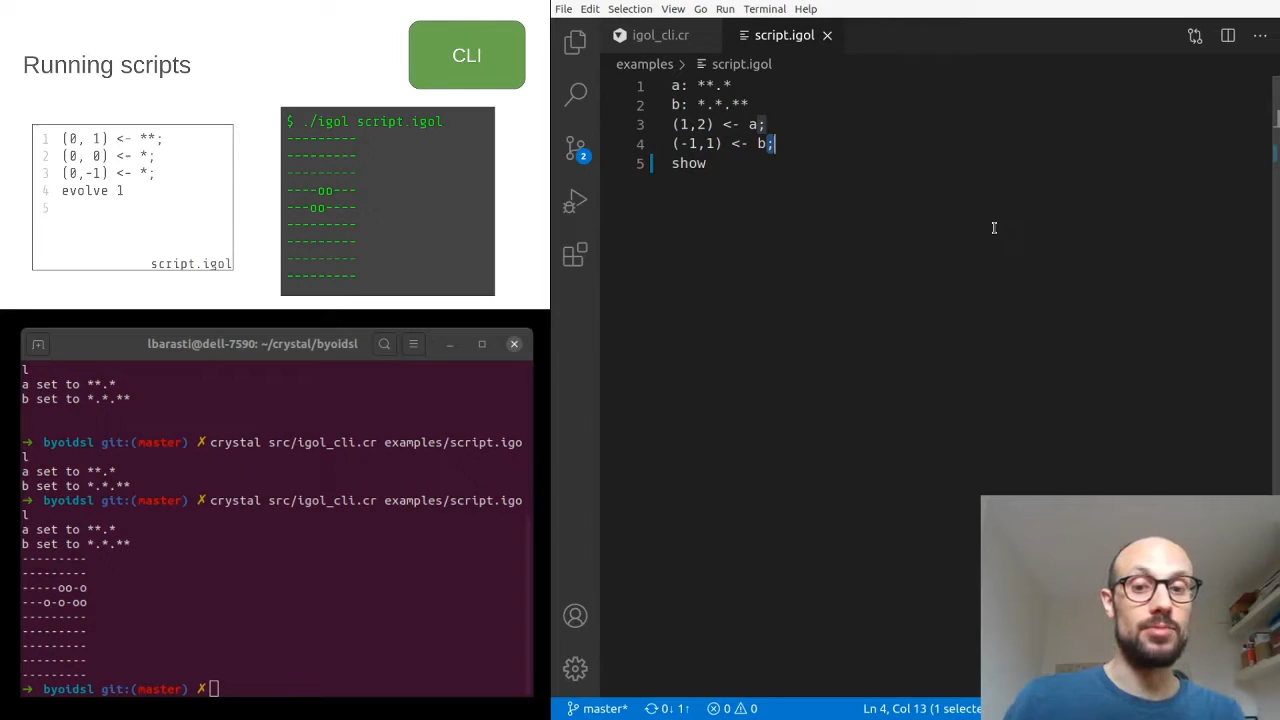 Running scripts
CLI
1 (0, 1) <- **;
2 (0, 0) <- *;
3 (0,-1) <- *;
4 evolve 1
5
script.igol
$ ./igol script.igol
---------
---------
---------
----oo---
---oo----
---------
---------
---------
---------
lbarasti@dell-7590: ~/crystal/byoidsl
l
a set to **.*
b set to *.*.**
→ byoidsl git:(master) ✗ crystal src/igol_cli.cr examples/script.igo
l
a set to **.*
b set to *.*.**
→ byoidsl git:(master) ✗ crystal src/igol_cli.cr examples/script.igo
l
a set to **.*
b set to *.*.**
---------
---------
-----oo-o
---o-o-oo
---------
---------
---------
---------
---------
→ byoidsl git:(master) ✗
File Edit Selection View Go Run Terminal Help
igol_cli.cr script.igol
examples > script.igol
1 a: **.*
2 b: *.*.**
3 (1,2) <- a;
4 (-1,1) <- b;
5 show
2
master* 0↓ 1↑ 0 0 Ln 4, Col 13 (1 selecte